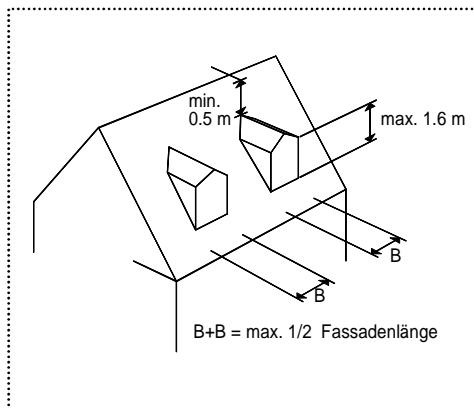 min.
0.5 m
max. 1.6 m
B
B
B+B = max. 1/2 Fassadenlänge